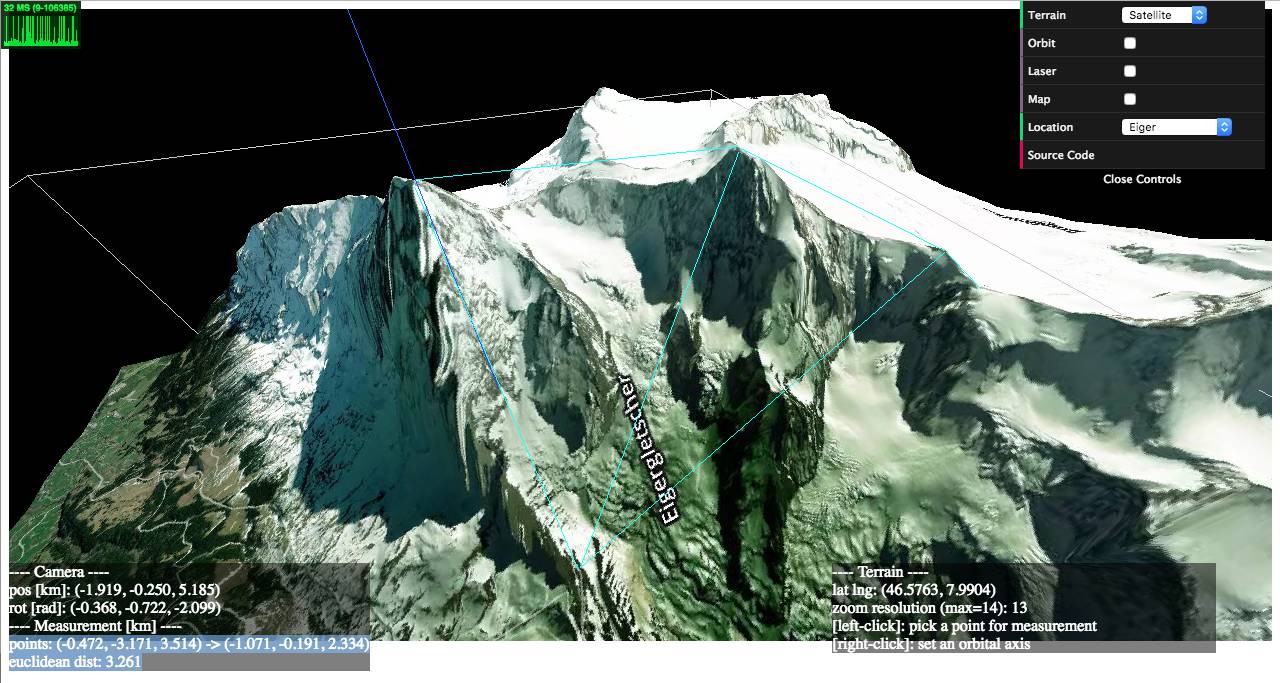 32 MS (9-106385)
Terrain Satellite
Orbit
Laser
Map
Location Eiger
Source Code
Close Controls
Eigergletscher
---- Camera ----
pos [km]: (-1.919, -0.250, 5.185)
rot [rad]: (-0.368, -0.722, -2.099)
---- Measurement [km] ----
points: (-0.472, -3.171, 3.514) -> (-1.071, -0.191, 2.334)
euclidean dist: 3.261
---- Terrain ----
lat lng: (46.5763, 7.9904)
zoom resolution (max=14): 13
[left-click]: pick a point for measurement
[right-click]: set an orbital axis